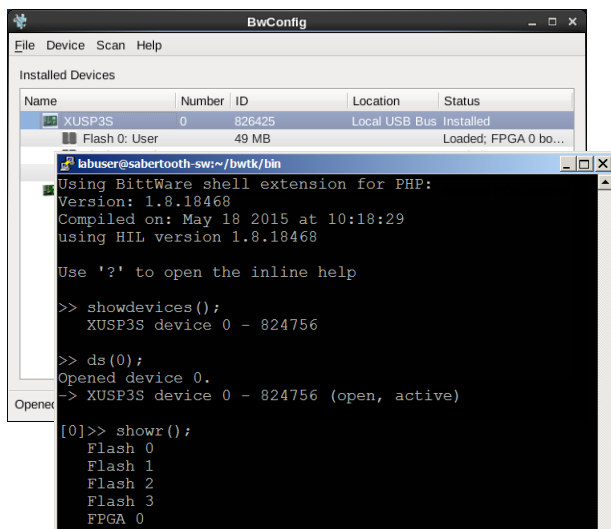 BwConfig
File Device Scan Help
Installed Devices
Name Number ID Location Status
XUSP3S 0 826425 Local USB Bus Installed
Flash 0: User 49 MB Loaded; FPGA 0 bo...
labuser@sabertooth-sw:~/bwtk/bin
Using BittWare shell extension for PHP:
Version: 1.8.18468
Compiled on: May 18 2015 at 10:18:29
using HIL version 1.8.18468
Use '?' to open the inline help
>> showdevices();
XUSP3S device 0 - 824756
>> ds(0);
Opened device 0.
-> XUSP3S device 0 - 824756 (open, active)
[0]>> showr();
Flash 0
Flash 1
Flash 2
Flash 3
FPGA 0